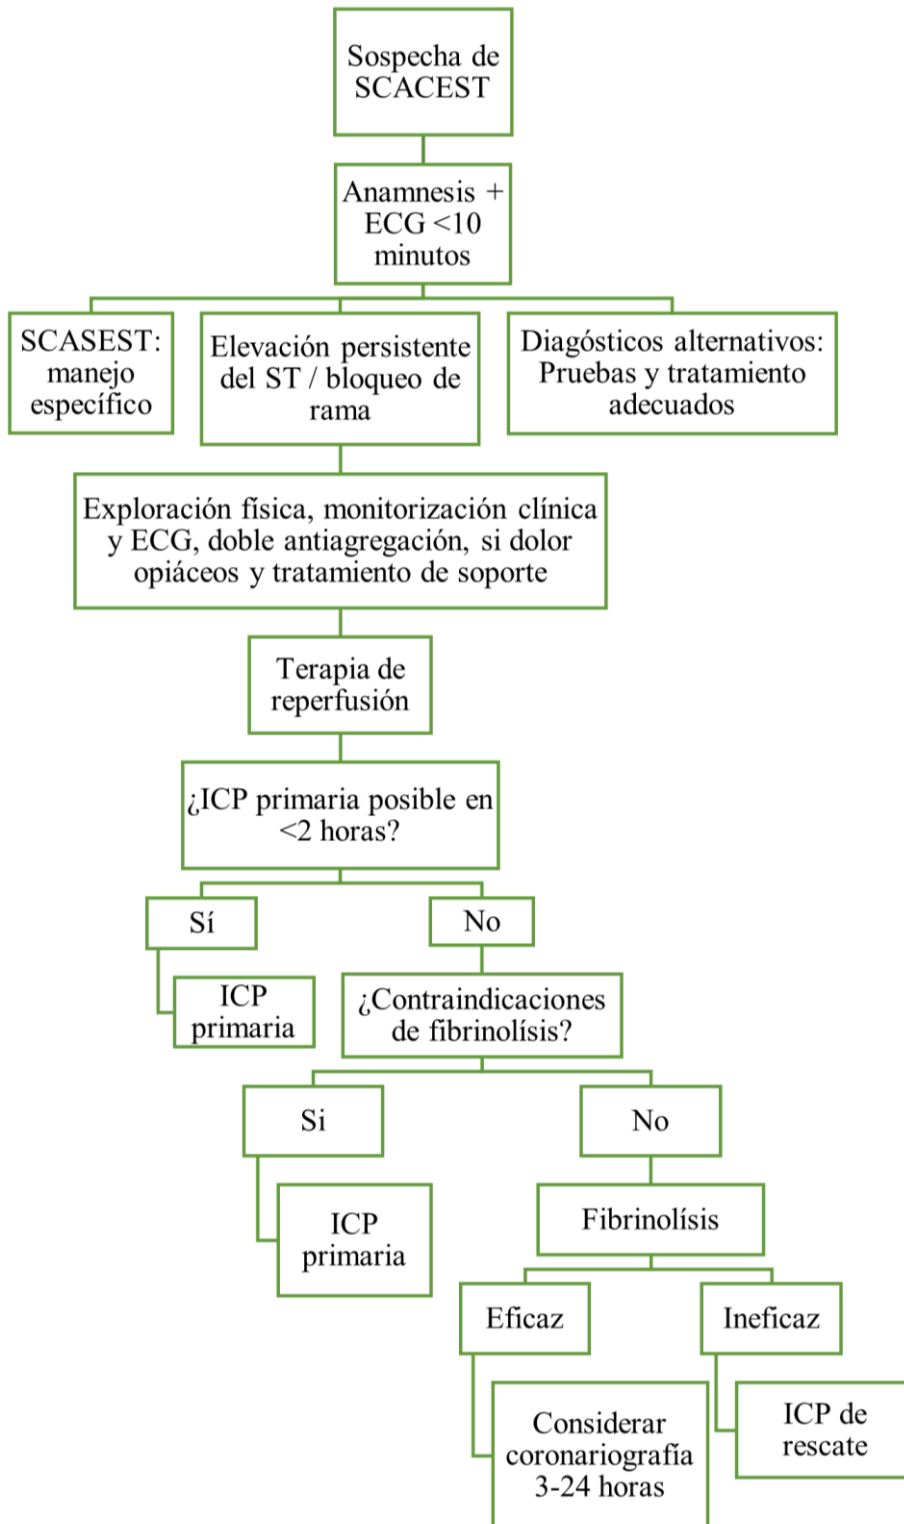 Sospecha de
SCACEST
Anamnesis +
ECG <10
minutos
SCASEST:
manejo
específico
Elevación persistente
del ST / bloqueo de
rama
Diagósticos alternativos:
Pruebas y tratamiento
adecuados
Exploración física, monitorización clínica
y ECG, doble antiagregación, si dolor
opiáceos y tratamiento de soporte
Terapia de
reperfusión
¿ICP primaria posible en
<2 horas?
Sí
No
ICP
primaria
¿Contraindicaciones
de fibrinolísis?
Si
No
ICP
primaria
Fibrinolísis
Eficaz
Ineficaz
Considerar
coronariografía
3-24 horas
ICP de
rescate